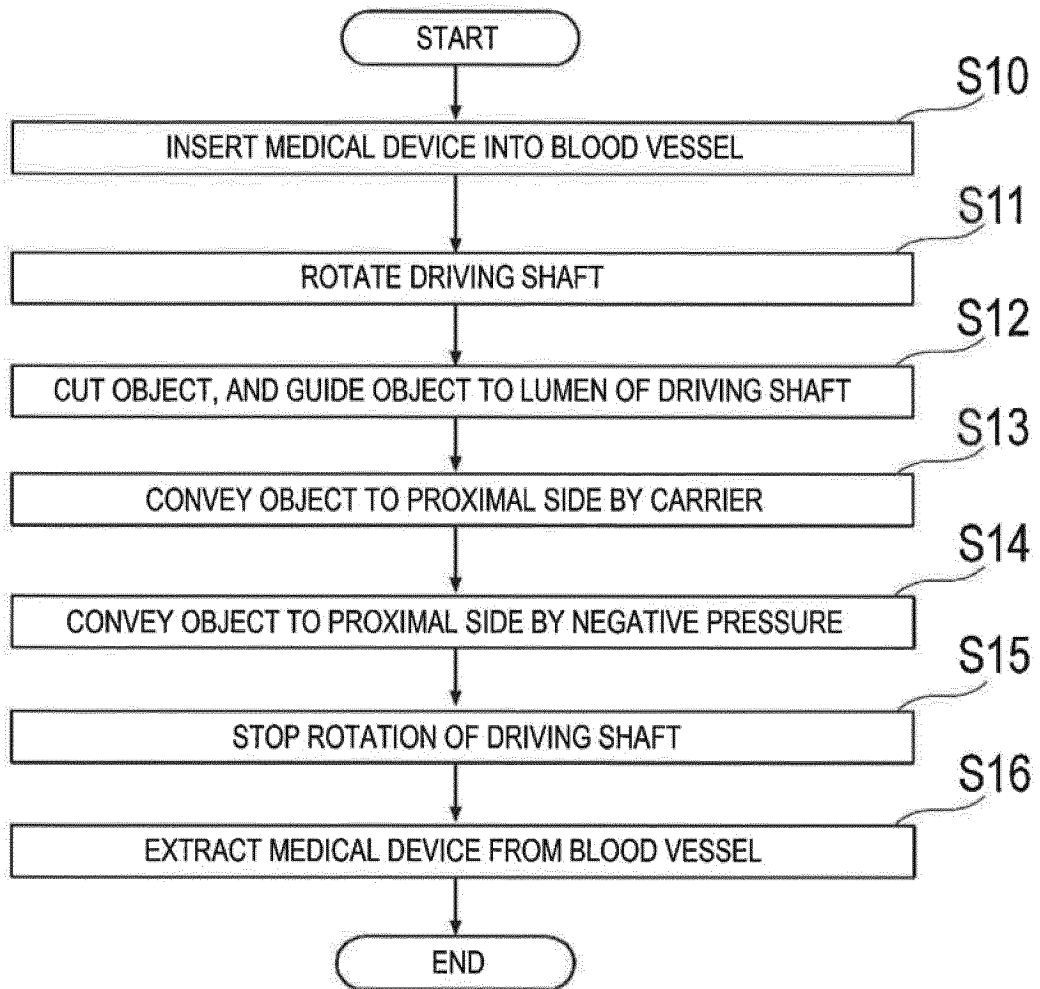 START
S10
INSERT MEDICAL DEVICE INTO BLOOD VESSEL
S11
ROTATE DRIVING SHAFT
S12
CUT OBJECT, AND GUIDE OBJECT TO LUMEN OF DRIVING SHAFT
S13
CONVEY OBJECT TO PROXIMAL SIDE BY CARRIER
S14
CONVEY OBJECT TO PROXIMAL SIDE BY NEGATIVE PRESSURE
S15
STOP ROTATION OF DRIVING SHAFT
S16
EXTRACT MEDICAL DEVICE FROM BLOOD VESSEL
END